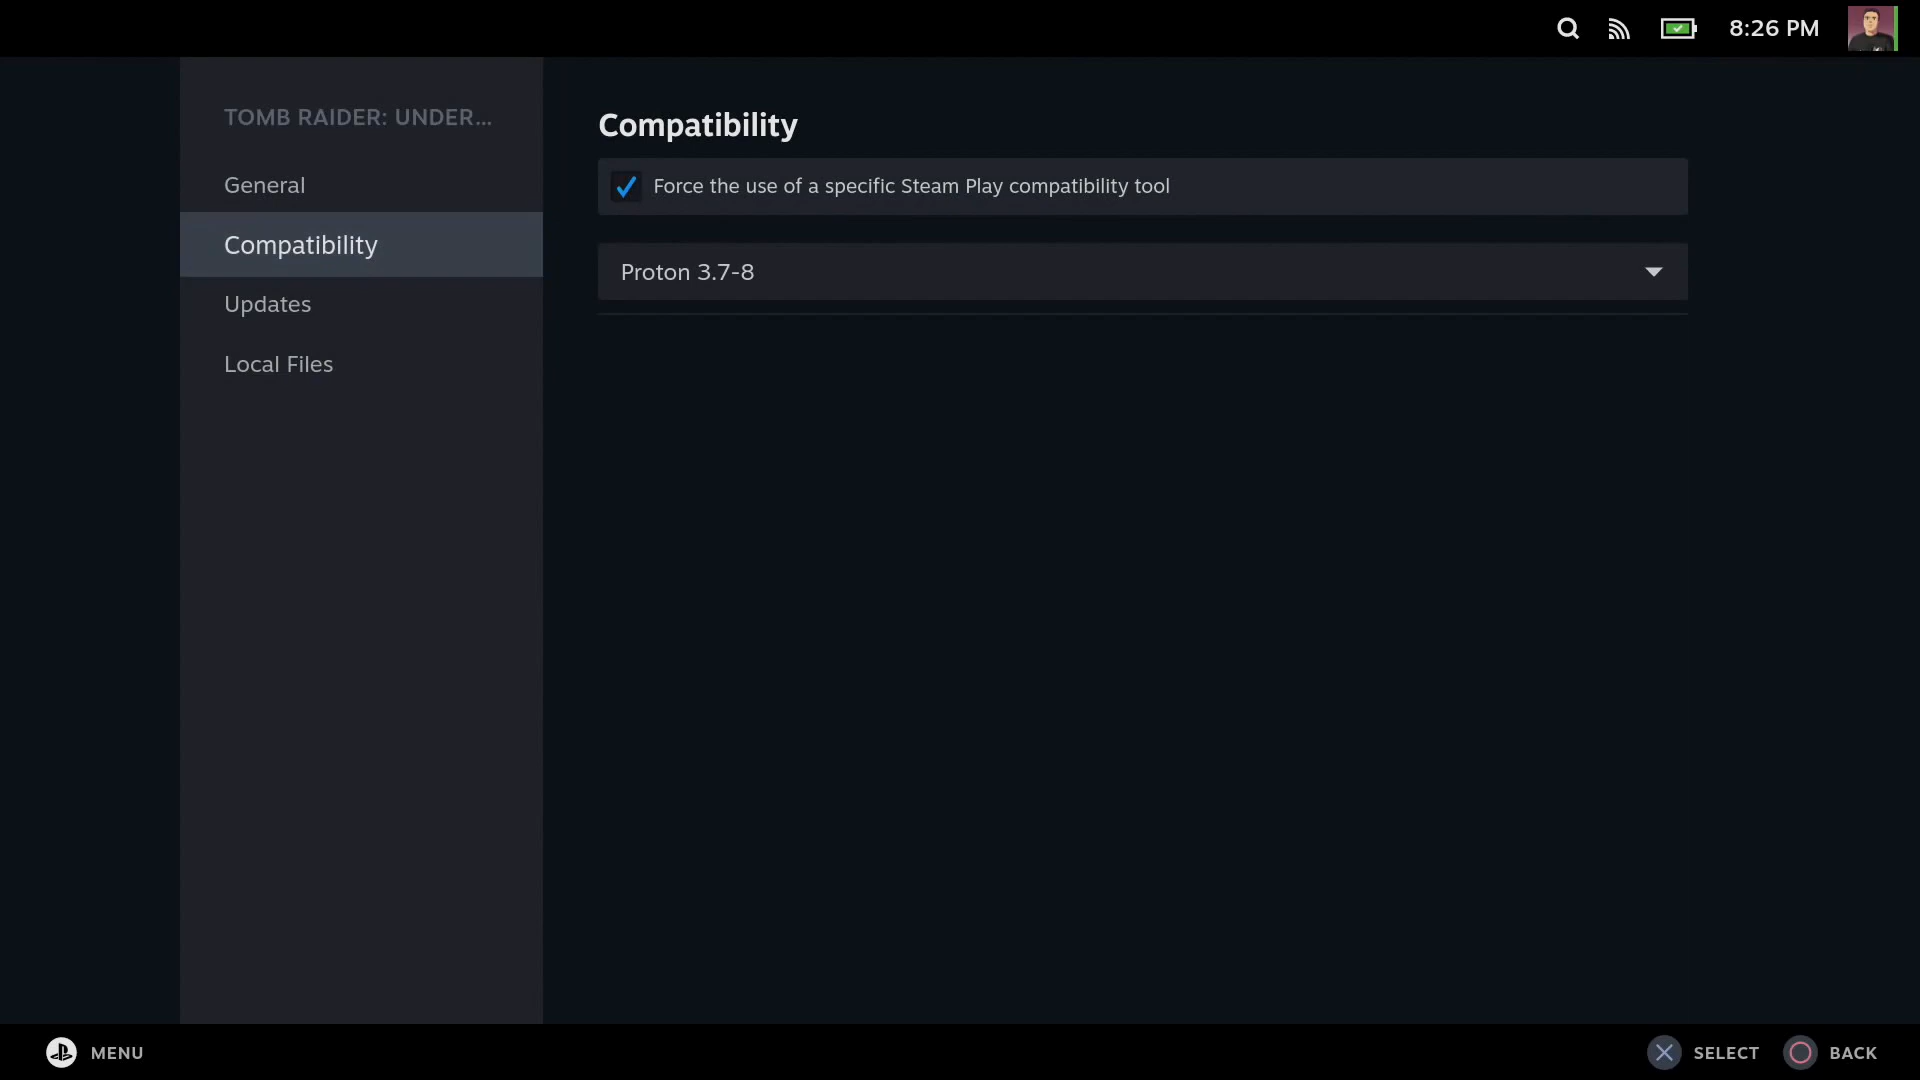 8:26 PM
TOMB RAIDER: UNDER...
General
Compatibility
Updates
Local Files
Compatibility
Force the use of a specific Steam Play compatibility tool
Proton 3.7-8
MENU
SELECT
BACK